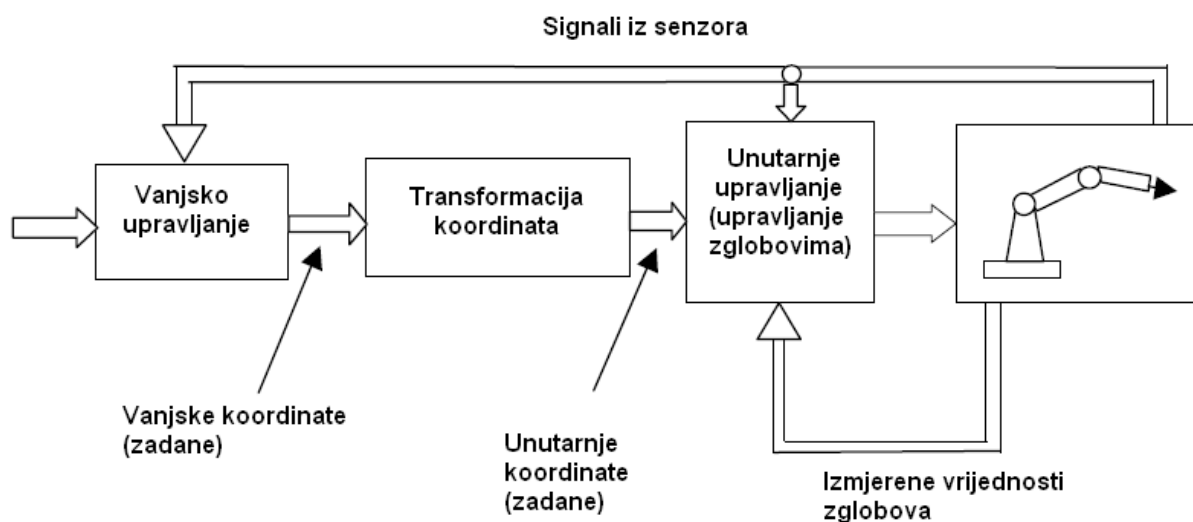 Signali iz senzora
Vanjsko
upravljanje
Transformacija
koordinata
Unutarnje
upravljanje
(upravljanje
zglobovima)
Vanjske koordinate
(zadane)
Unutarnje
koordinate
(zadane)
Izmjerene vrijednosti
zglobova